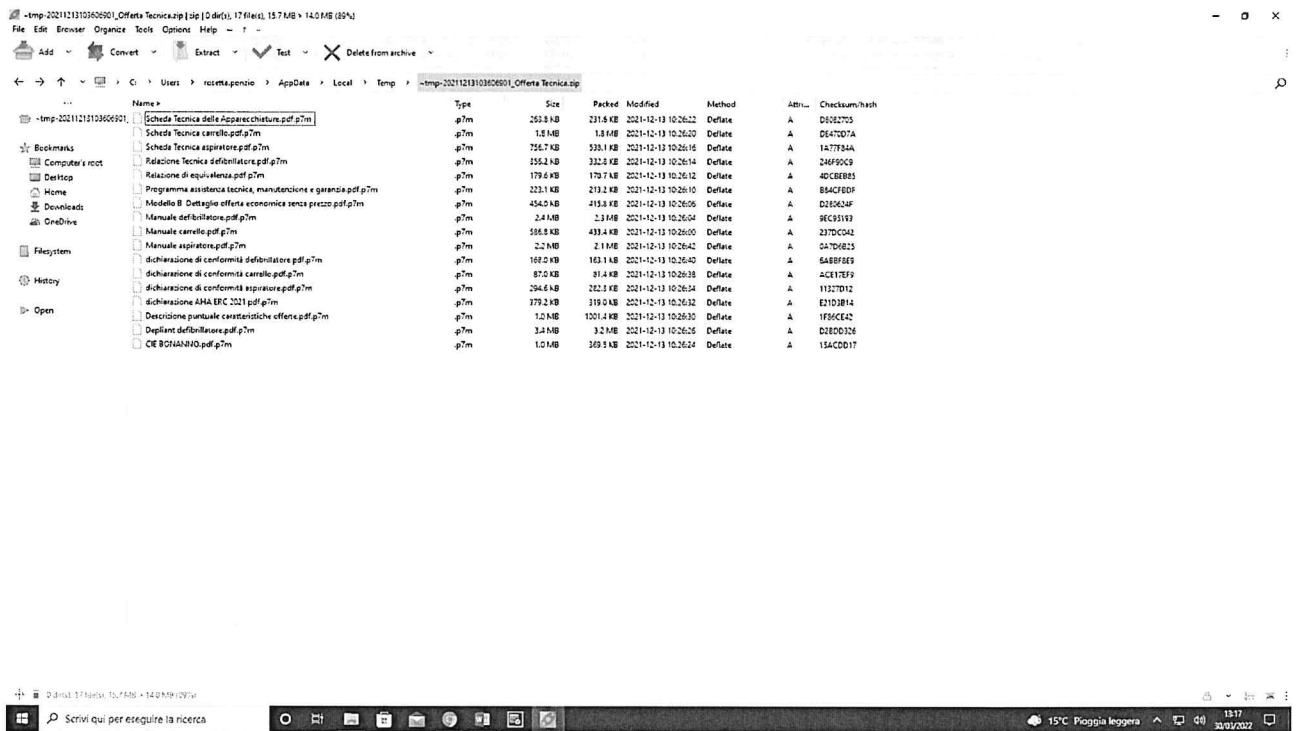 ~tmp-20211213103606901_Offerta Tecnica.zip | zip | 0 dir(s), 17 file(s), 15.7 MB > 14.0 MB (89%)
File Edit Browser Organize Tools Options Help
Add Convert Extract Test Delete from archive
C: > Users > rosetta.ponzio > AppData > Local > Temp > ~tmp-20211213103606901_Offerta Tecnica.zip
... Name > Type Size Packed Modified Method Attri... Checksum/hash
~tmp-20211213103606901_ Scheda Tecnica delle Apparecchiature.pdf.p7m .p7m 263.8 KB 231.6 KB 2021-12-13 10:26:22 Deflate A D8082705
Scheda Tecnica carrello.pdf.p7m .p7m 1.8 MB 1.8 MB 2021-12-13 10:26:20 Deflate A DE470D7A
Bookmarks Scheda Tecnica aspiratore.pdf.p7m .p7m 756.7 KB 538.1 KB 2021-12-13 10:26:16 Deflate A 1A77F84A
Computer's root Relazione Tecnica defibrillatore.pdf.p7m .p7m 355.2 KB 332.8 KB 2021-12-13 10:26:14 Deflate A 246F90C9
Desktop Relazione di equivalenza.pdf.p7m .p7m 179.6 KB 170.7 KB 2021-12-13 10:26:12 Deflate A 4DCBEB85
Home Programma assistenza tecnica, manutenzione e garanzia.pdf.p7m .p7m 223.1 KB 213.2 KB 2021-12-13 10:26:10 Deflate A B84CFBDF
Downloads Modello B Dettaglio offerta economica senza prezzo.pdf.p7m .p7m 454.0 KB 415.8 KB 2021-12-13 10:26:06 Deflate A D280624F
OneDrive Manuale defibrillatore.pdf.p7m .p7m 2.4 MB 2.3 MB 2021-12-13 10:26:04 Deflate A 9EC93193
Manuale carrello.pdf.p7m .p7m 586.8 KB 433.4 KB 2021-12-13 10:26:00 Deflate A 237DC042
Filesystem Manuale aspiratore.pdf.p7m .p7m 2.2 MB 2.1 MB 2021-12-13 10:26:42 Deflate A 0A7D6B25
dichiarazione di conformità defibrillatore.pdf.p7m .p7m 168.0 KB 163.1 KB 2021-12-13 10:26:40 Deflate A
History dichiarazione di conformità carrello.pdf.p7m .p7m 87.0 KB 81.4 KB 2021-12-13 10:26:38 Deflate A ACE17EF9
dichiarazione di conformità aspiratore.pdf.p7m .p7m 294.6 KB 282.3 KB 2021-12-13 10:26:34 Deflate A 11327D12
Open dichiarazione AHA ERC 2021.pdf.p7m .p7m 379.2 KB 319.0 KB 2021-12-13 10:26:32 Deflate A E21D3B14
Descrizione puntuale caratteristiche offerte.pdf.p7m .p7m 1.0 MB 1001.4 KB 2021-12-13 10:26:30 Deflate A 1F86CE42
Depliant defibrillatore.pdf.p7m .p7m 3.4 MB 3.2 MB 2021-12-13 10:26:26 Deflate A D28DD326
CIE BONANNO.pdf.p7m .p7m 1.0 MB 369.5 KB 2021-12-13 10:26:24 Deflate A 15ACDD17
0 dir(s), 17 file(s), 15.7 MB > 14.0 MB (89%)
Scrivi qui per eseguire la ricerca 15°C Pioggia leggera 13:17
30/03/2022